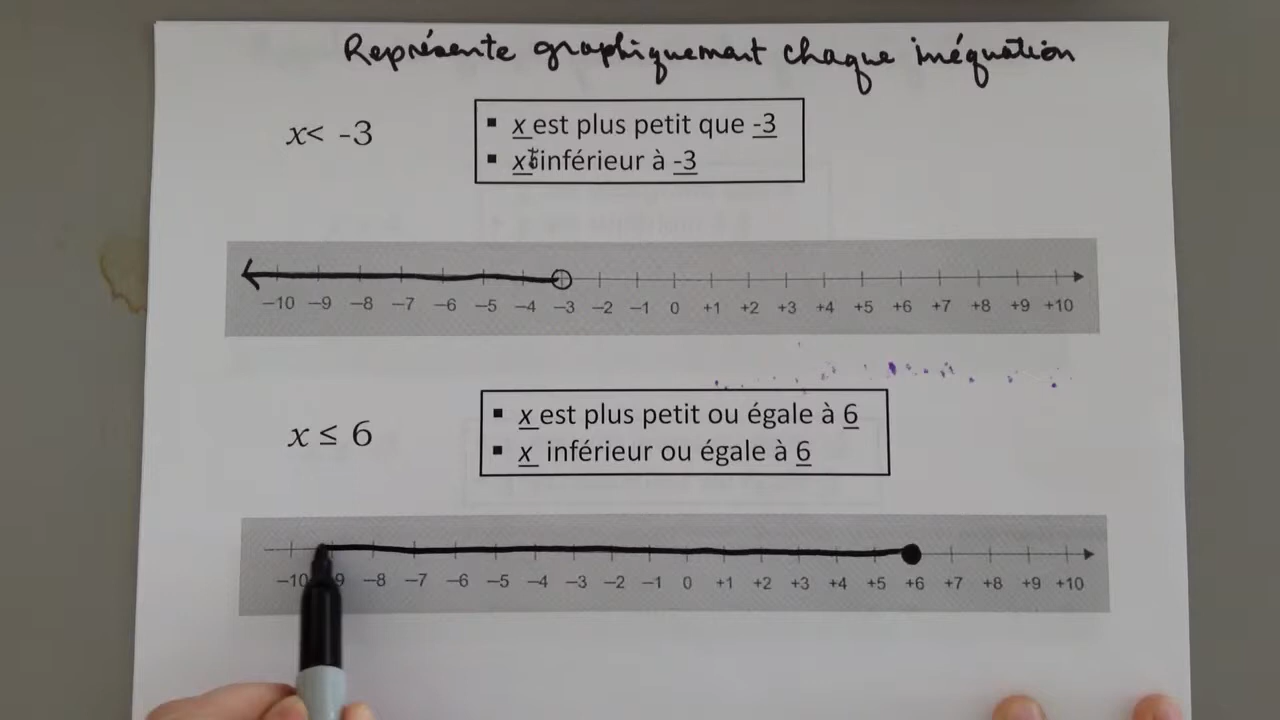 Représente graphiquement chaque inéquation
x< -3
▪ x est plus petit que -3
▪ x inférieur à -3
–10 –9 –8 –7 –6 –5 –4 –3 –2 –1 0 +1 +2 +3 +4 +5 +6 +7 +8 +9 +10
x ≤ 6
▪ x est plus petit ou égale à 6
▪ x inférieur ou égale à 6
–10 9 –8 –7 –6 –5 –4 –3 –2 –1 0 +1 +2 +3 +4 +5 +6 +7 +8 +9 +10